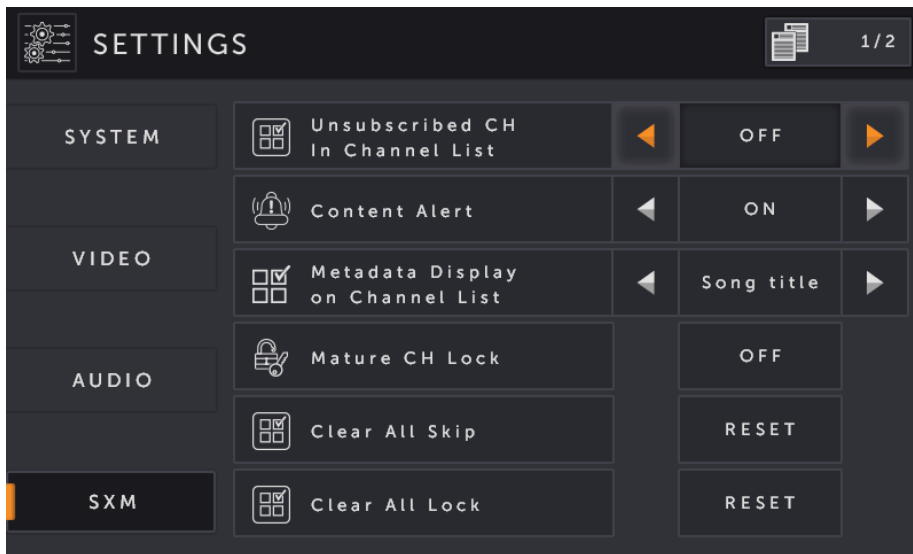 SETTINGS
1/2
SYSTEM
VIDEO
AUDIO
SXM
Unsubscribed CH
In Channel List
OFF
Content Alert
ON
Metadata Display
on Channel List
Song title
Mature CH Lock
OFF
Clear All Skip
RESET
Clear All Lock
RESET